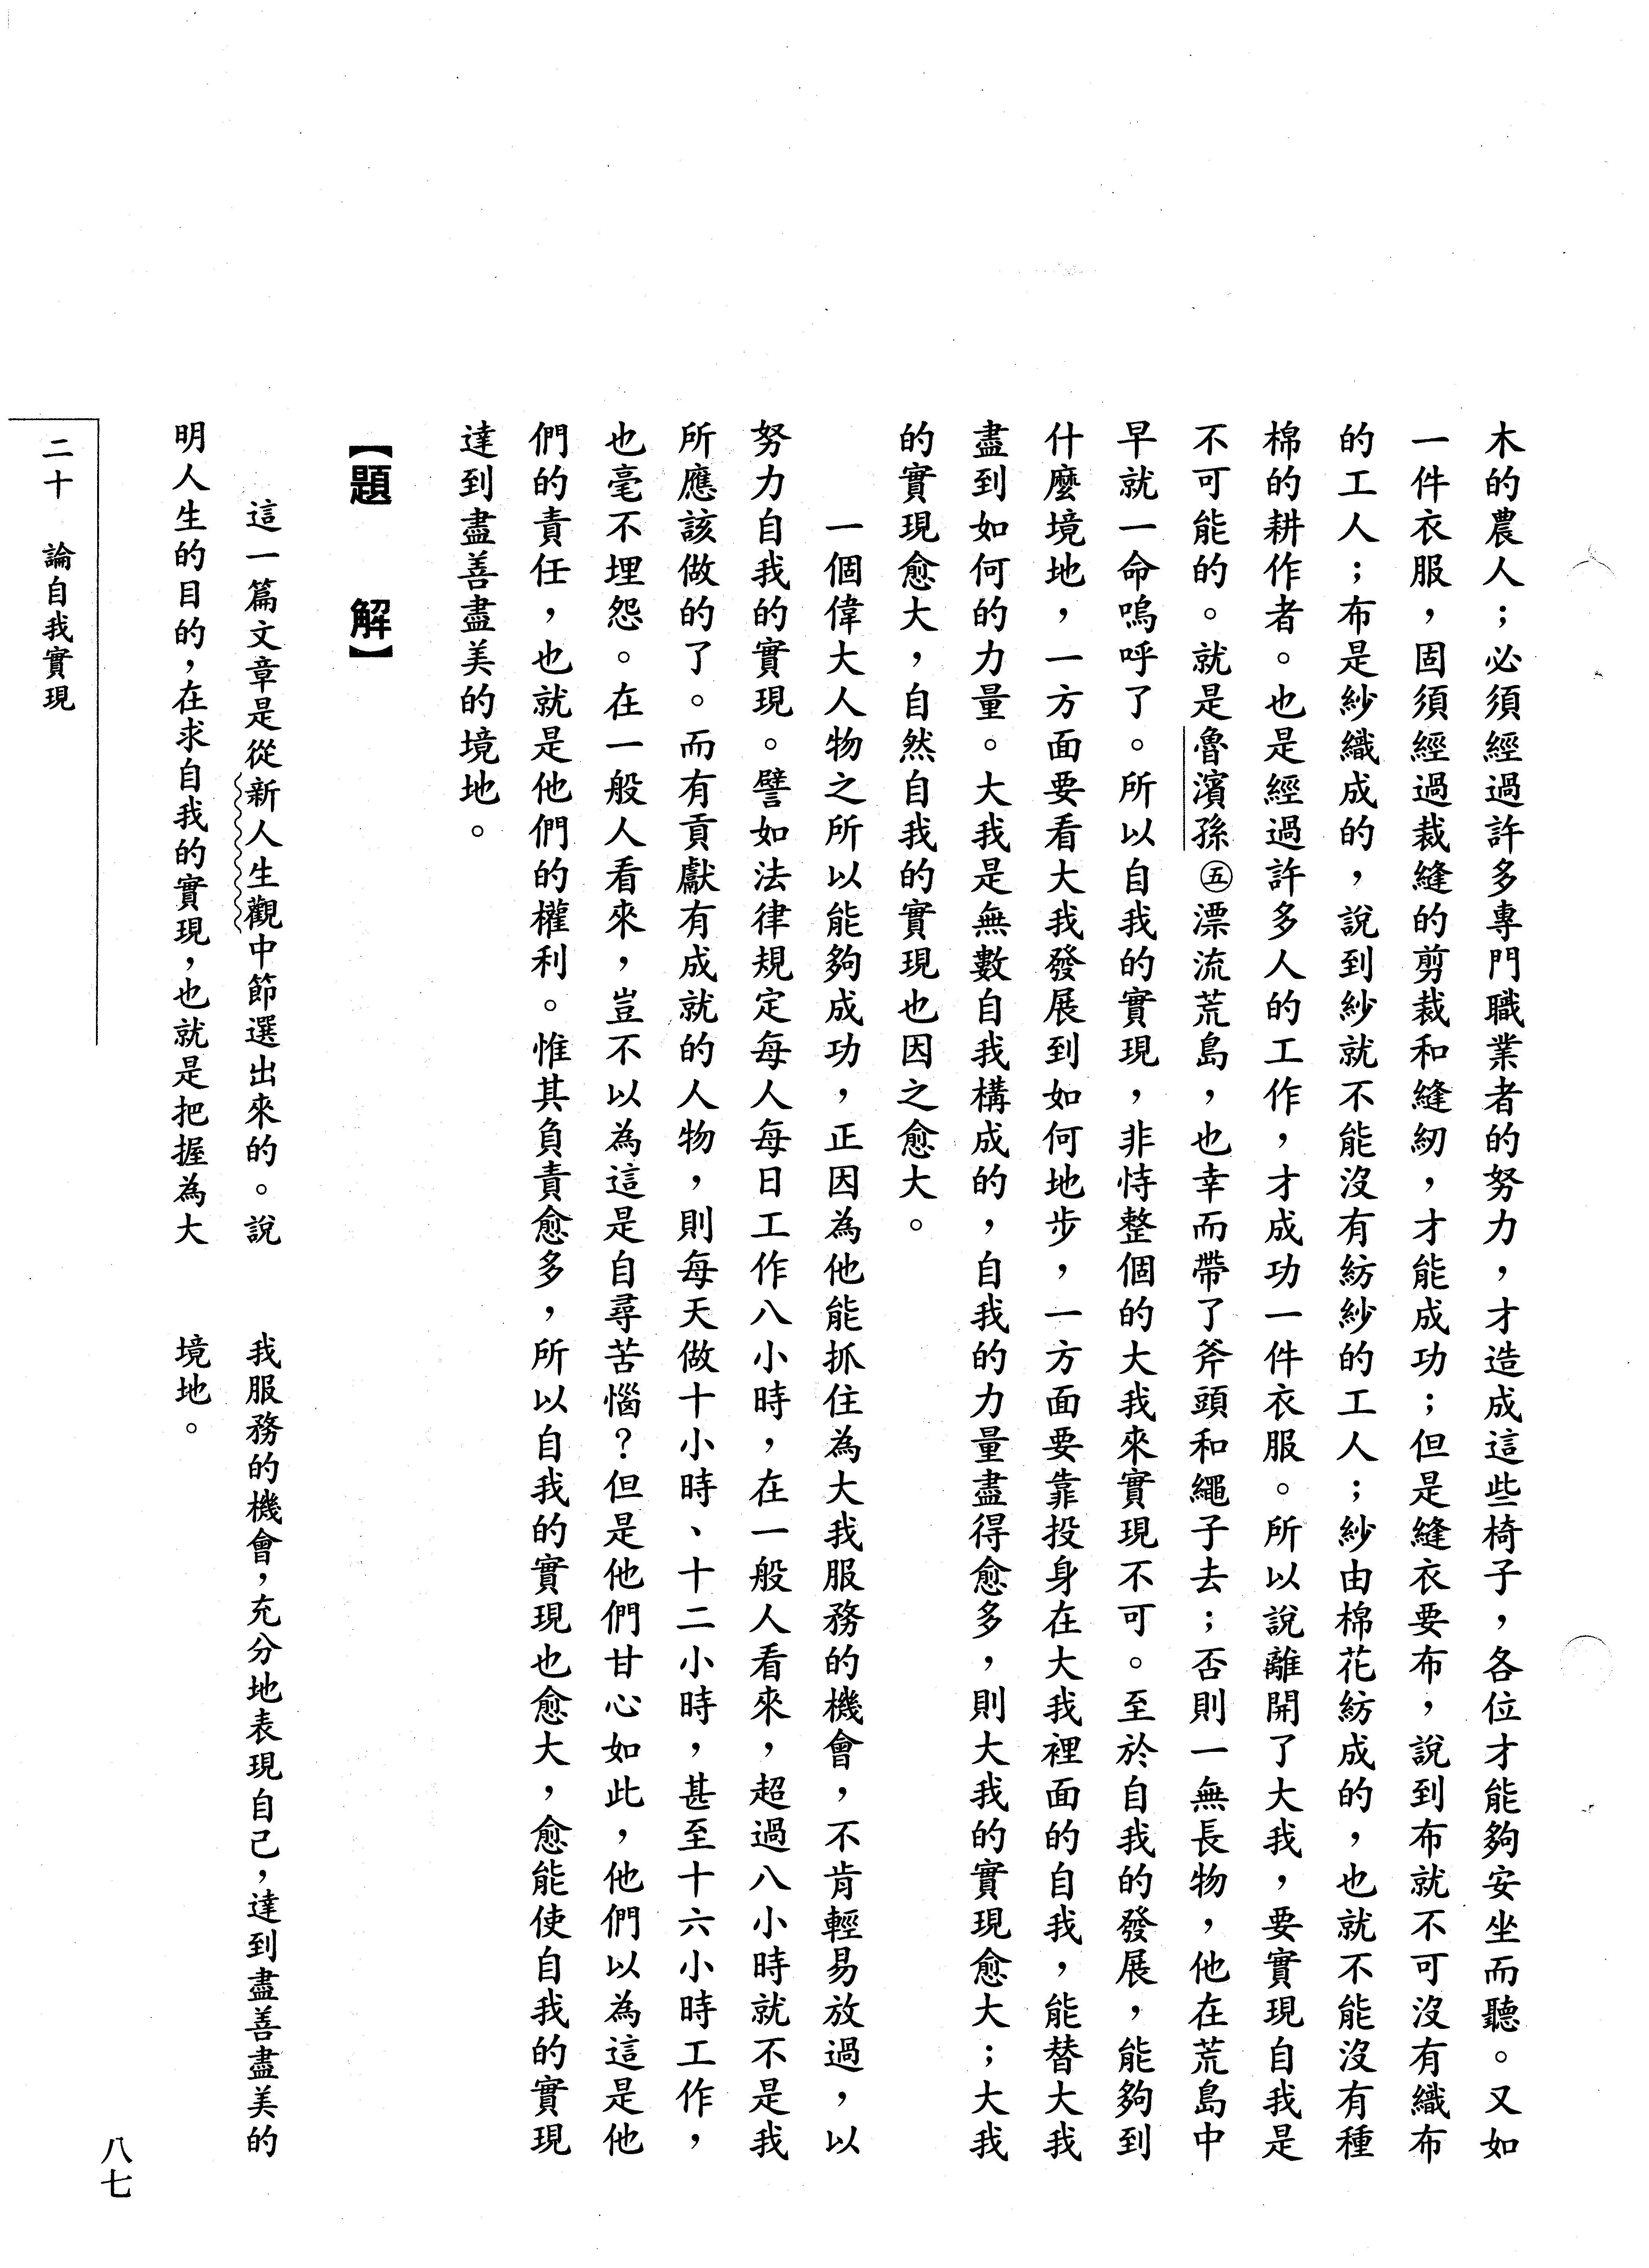 木的農人；必須經過許多專門職業者的努力，才造成這些椅子，各位才能夠安坐而聽。又如
一件衣服，固須經過裁縫的剪裁和縫紉，才能成功；但是縫衣要布，說到布就不可沒有織布
的工人；布是紗織成的，說到紗就不能沒有紡紗的工人；紗由棉花紡成的，也就不能沒有種
棉的耕作者。也是經過許多人的工作，才成功一件衣服。所以說離開了大我，要實現自我是
不可能的。就是魯濱孫㊄漂流荒島，也幸而帶了斧頭和繩子去；否則一無長物，他在荒島中
早就一命嗚呼了。所以自我的實現，非恃整個的大我來實現不可。至於自我的發展，能夠到
什麼境地，一方面要看大我發展到如何地步，一方面要靠投身在大我裡面的自我，能替大我
盡到如何的力量。大我是無數自我構成的，自我的力量盡得愈多，則大我的實現愈大；大我
的實現愈大，自然自我的實現也因之愈大。
一個偉大人物之所以能夠成功，正因為他能抓住為大我服務的機會，不肯輕易放過，以
努力自我的實現。譬如法律規定每人每日工作八小時，在一般人看來，超過八小時就不是我
所應該做的了。而有貢獻有成就的人物，則每天做十小時、十二小時，甚至十六小時工作，
也毫不埋怨。在一般人看來，豈不以為這是自尋苦惱？但是他們甘心如此，他們以為這是他
們的責任，也就是他們的權利。惟其負責愈多，所以自我的實現也愈大，愈能使自我的實現
達到盡善盡美的境地。
【題　解】
這一篇文章是從新人生觀中節選出來的。說
明人生的目的，在求自我的實現，也就是把握為大
我服務的機會，充分地表現自己，達到盡善盡美的
境地。
二十　論自我實現
八七